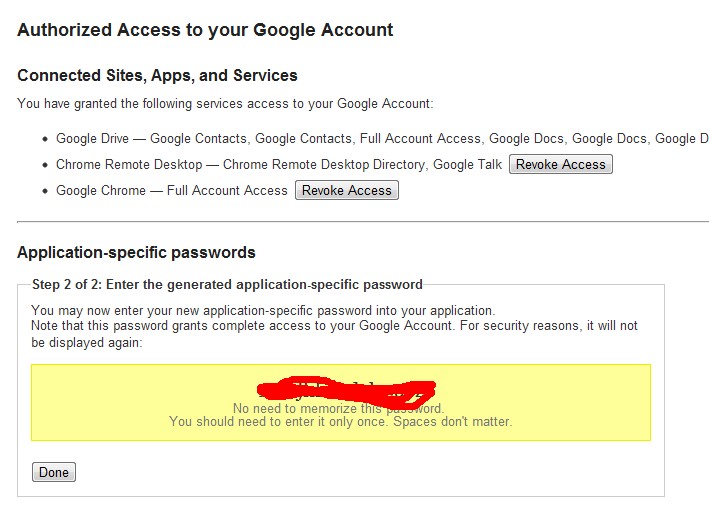 Authorized Access to your Google Account
Connected Sites, Apps, and Services
You have granted the following services access to your Google Account:
• Google Drive — Google Contacts, Google Contacts, Full Account Access, Google Docs, Google Docs, Google D
• Chrome Remote Desktop — Chrome Remote Desktop Directory, Google Talk Revoke Access
• Google Chrome — Full Account Access Revoke Access
Application-specific passwords
Step 2 of 2: Enter the generated application-specific password
You may now enter your new application-specific password into your application.
Note that this password grants complete access to your Google Account. For security reasons, it will not
be displayed again:
No need to memorize this password.
You should need to enter it only once. Spaces don't matter.
Done